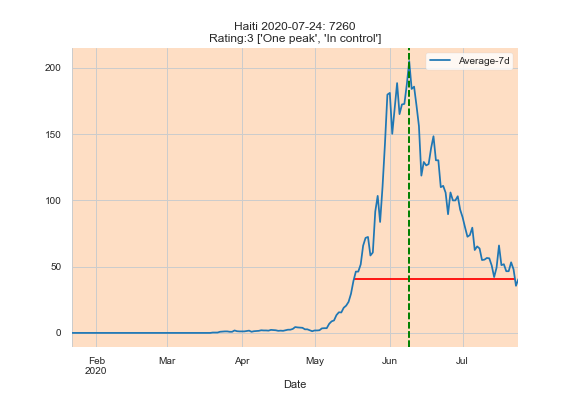 Haiti 2020-07-24: 7260
Rating:3 ['One peak', 'In control']
Average-7d
200
150
100
50
0
Feb
2020
Mar
Apr
May
Jun
Jul
Date